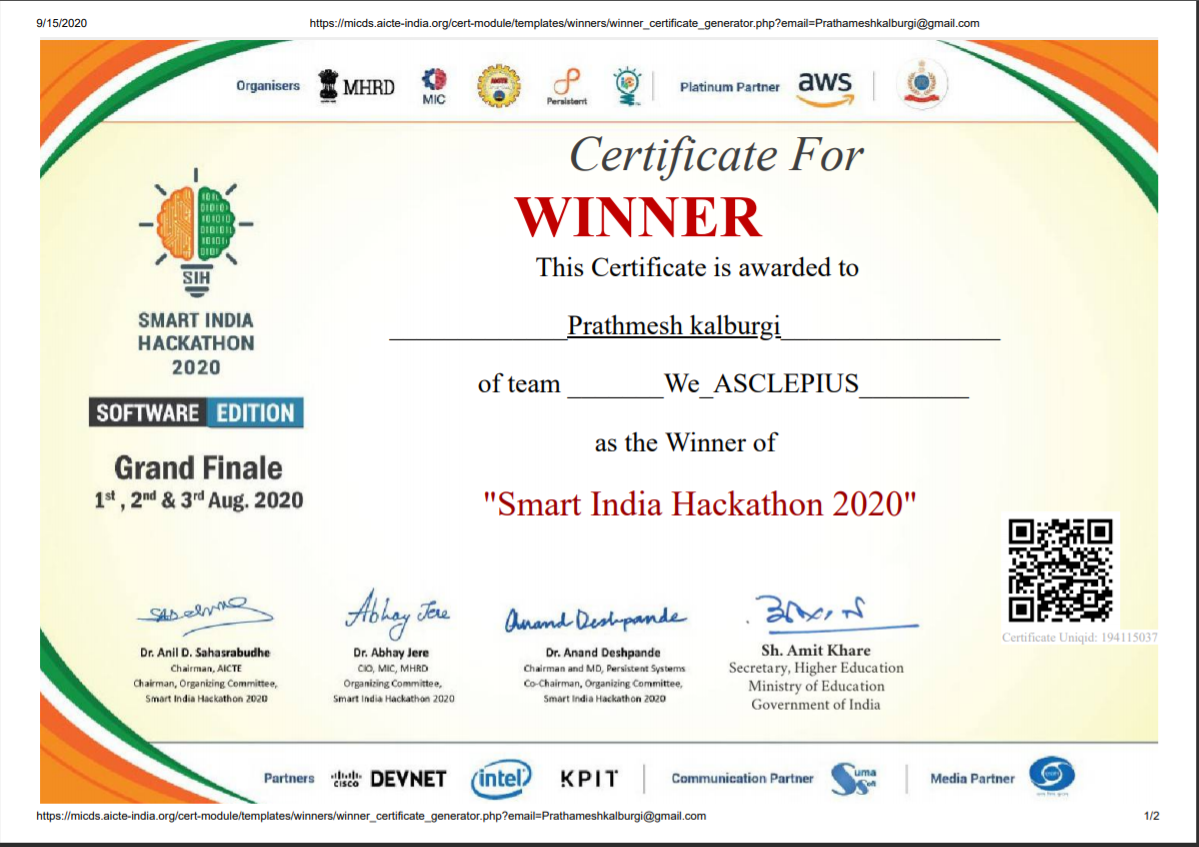 9/15/2020 https://micds.aicte-india.org/cert-module/templates/winners/winner_certificate_generator.php?email=Prathameshkalburgi@gmail.com
Organisers MHRD MIC Persistent Platinum Partner aws
Certificate For
WINNER
This Certificate is awarded to
Prathmesh kalburgi
of team We_ASCLEPIUS
as the Winner of
"Smart India Hackathon 2020"
SIH
SMART INDIA
HACKATHON
2020
SOFTWARE EDITION
Grand Finale
1st , 2nd & 3rd Aug. 2020
Certificate Uniqid: 194115037
Abhay Jere
Anand Deshpande
Dr. Anil D. Sahasrabudhe
Chairman, AICTE
Chairman, Organizing Committee,
Smart India Hackathon 2020
Dr. Abhay Jere
CIO, MIC, MHRD
Organizing Committee,
Smart India Hackathon 2020
Dr. Anand Deshpande
Chairman and MD, Persistent Systems
Co-Chairman, Organizing Committee,
Smart India Hackathon 2020
Sh. Amit Khare
Secretary, Higher Education
Ministry of Education
Government of India
Partners CISCO DEVNET intel KPIT Communication Partner Suma Soft Media Partner
https://micds.aicte-india.org/cert-module/templates/winners/winner_certificate_generator.php?email=Prathameshkalburgi@gmail.com 1/2